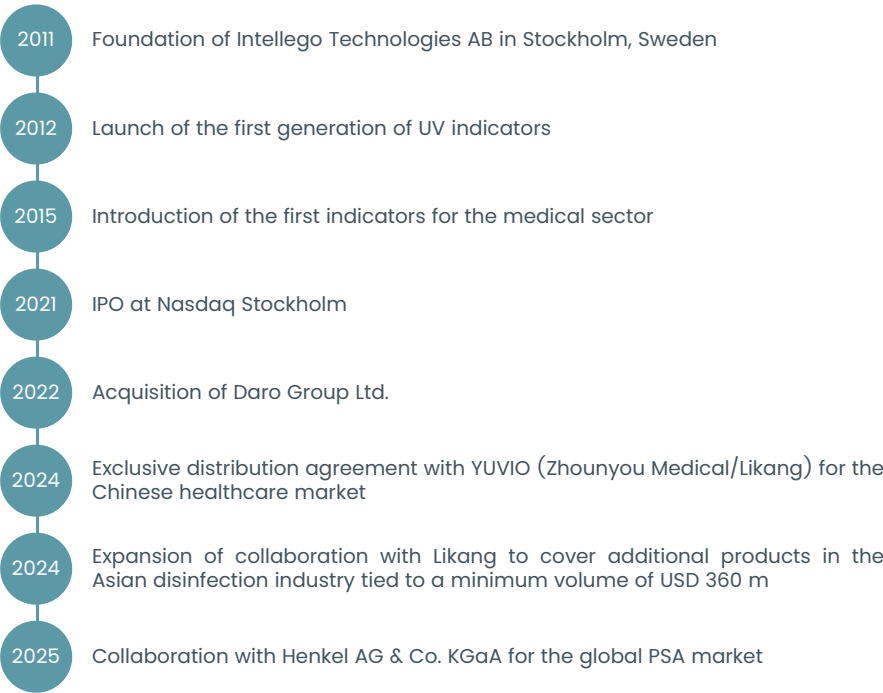 2011
Foundation of Intellego Technologies AB in Stockholm, Sweden
2012
Launch of the first generation of UV indicators
2015
Introduction of the first indicators for the medical sector
2021
IPO at Nasdaq Stockholm
2022
Acquisition of Daro Group Ltd.
2024
Exclusive distribution agreement with YUVIO (Zhounyou Medical/Likang) for the
Chinese healthcare market
2024
Expansion of collaboration with Likang to cover additional products in the
Asian disinfection industry tied to a minimum volume of USD 360 m
2025
Collaboration with Henkel AG & Co. KGaA for the global PSA market